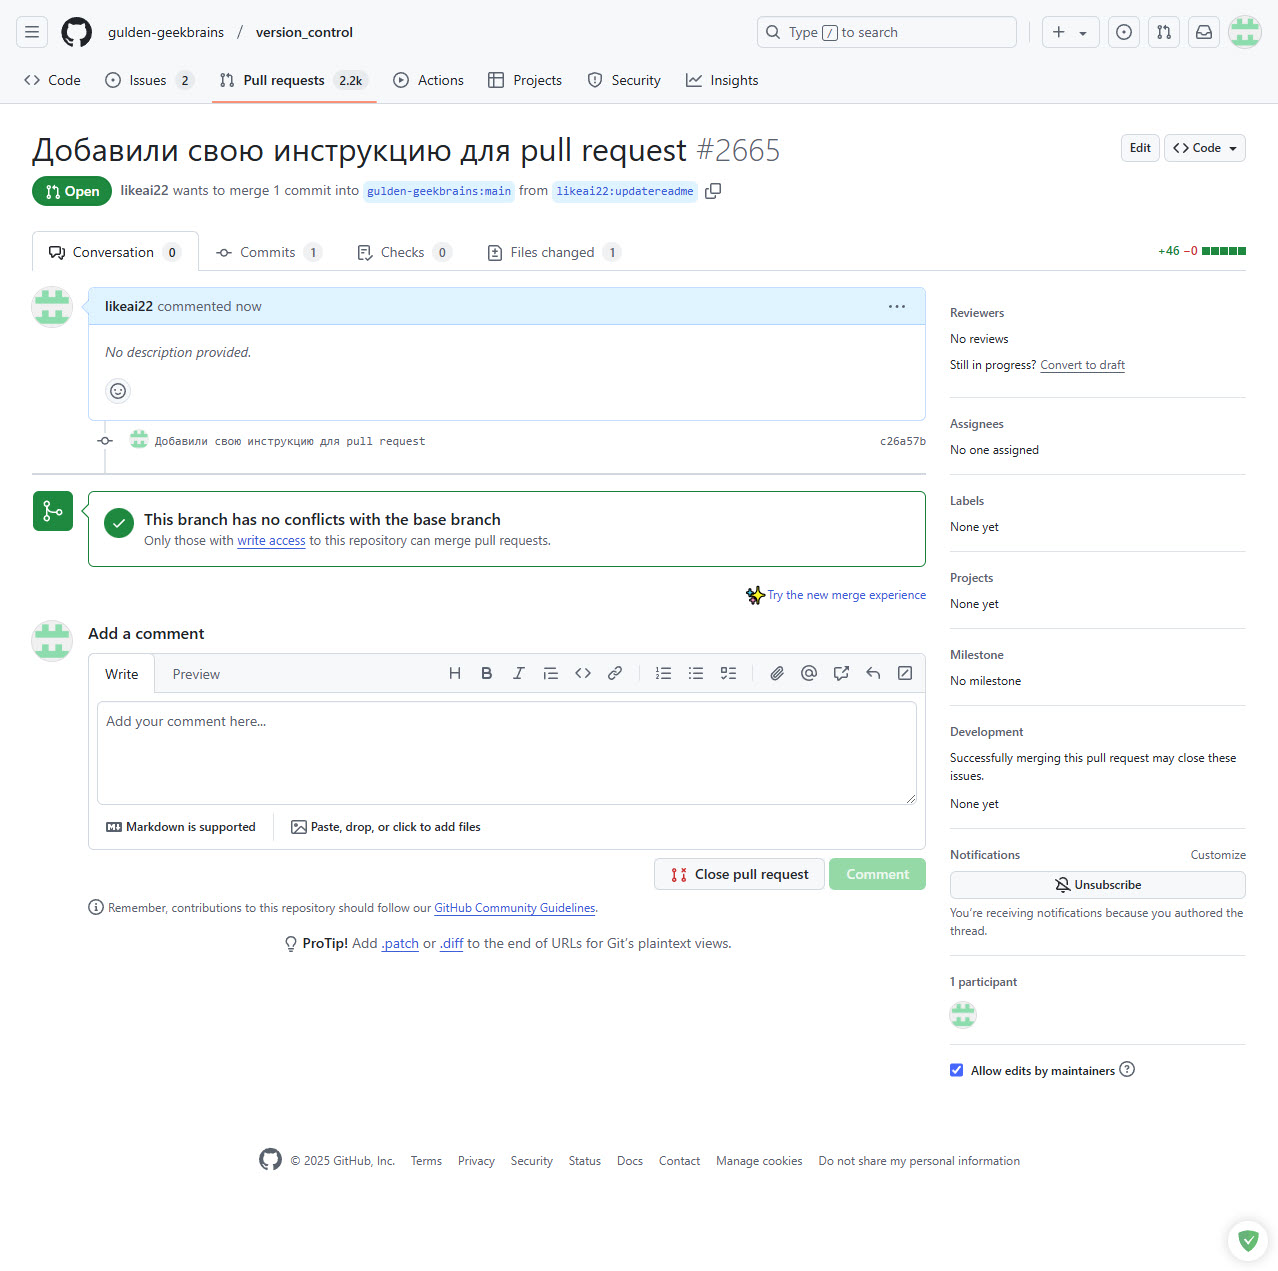 gulden-geekbrains / version_control
Type / to search
Code
Issues 2
Pull requests 2.2k
Actions
Projects
Security
Insights
Добавили свою инструкцию для pull request #2665
Edit
Code
Open
likeai22 wants to merge 1 commit into gulden-geekbrains:main from likeai22:updatereadme
Conversation 0
Commits 1
Checks 0
Files changed 1
+46 −0
likeai22 commented now
No description provided.
Добавили свою инструкцию для pull request
c26a57b
This branch has no conflicts with the base branch
Only those with write access to this repository can merge pull requests.
Try the new merge experience
Add a comment
Write
Preview
Add your comment here...
Markdown is supported
Paste, drop, or click to add files
Close pull request
Comment
Remember, contributions to this repository should follow our GitHub Community Guidelines.
ProTip! Add .patch or .diff to the end of URLs for Git's plaintext views.
Reviewers
No reviews
Still in progress? Convert to draft
Assignees
No one assigned
Labels
None yet
Projects
None yet
Milestone
No milestone
Development
Successfully merging this pull request may close these
issues.
None yet
Notifications
Customize
Unsubscribe
You're receiving notifications because you authored the
thread.
1 participant
Allow edits by maintainers
© 2025 GitHub, Inc.
Terms
Privacy
Security
Status
Docs
Contact
Manage cookies
Do not share my personal information